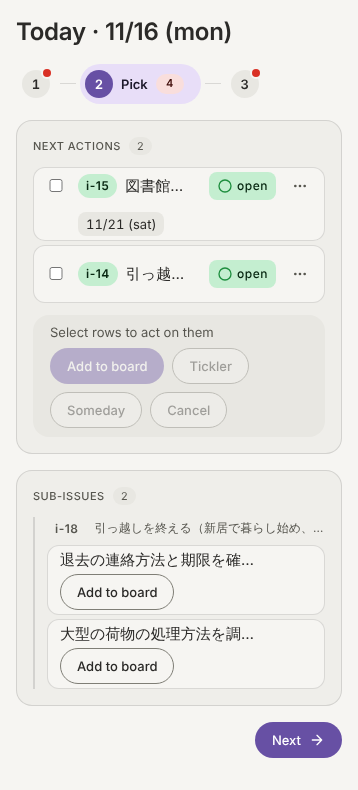 Today · 11/16 (mon)
1
2 Pick 4
3
NEXT ACTIONS 2
i-15 図書館... open ···
11/21 (sat)
i-14 引っ越... open ···
Select rows to act on them
Add to board Tickler
Someday Cancel
SUB-ISSUES 2
i-18 引っ越しを終える（新居で暮らし始め、...
退去の連絡方法と期限を確...
Add to board
大型の荷物の処理方法を調...
Add to board
Next →